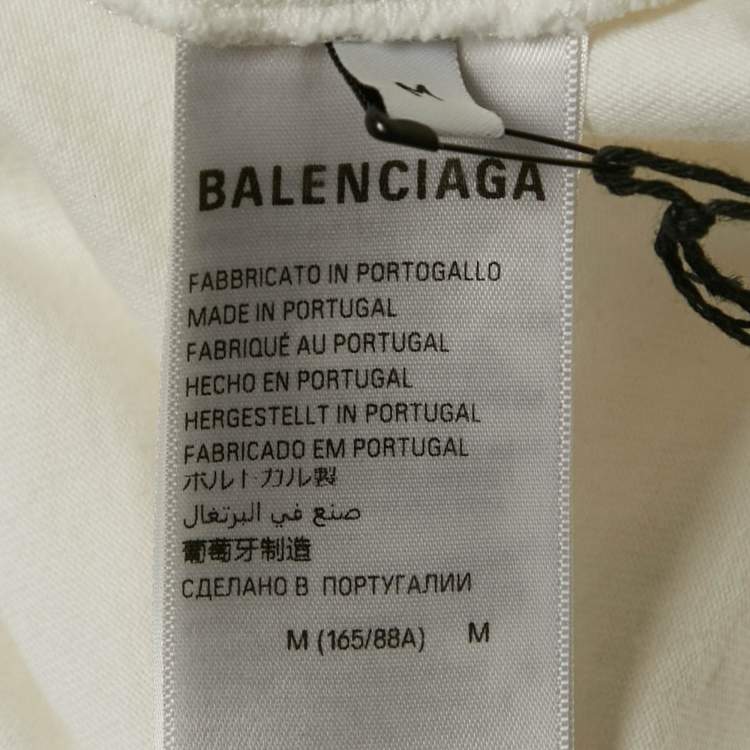 M
BALENCIAGA
FABBRICATO IN PORTOGALLO
MADE IN PORTUGAL
FABRIQUÉ AU PORTUGAL
HECHO EN PORTUGAL
HERGESTELLT IN PORTUGAL
FABRICADO EM PORTUGAL
ポルトガル製
صنع في البرتغال
葡萄牙制造
СДЕЛАНО В ПОРТУГАЛИИ
M (165/88A) M